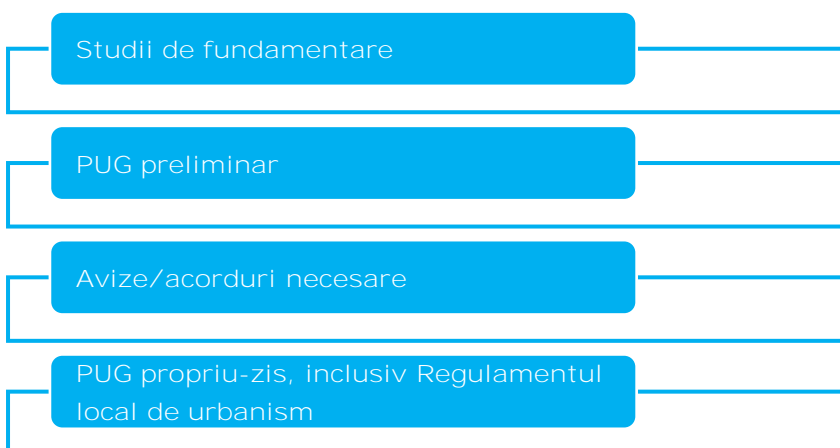 Studii de fundamentare
PUG preliminar
Avize/acorduri necesare
PUG propriu-zis, inclusiv Regulamentul
local de urbanism